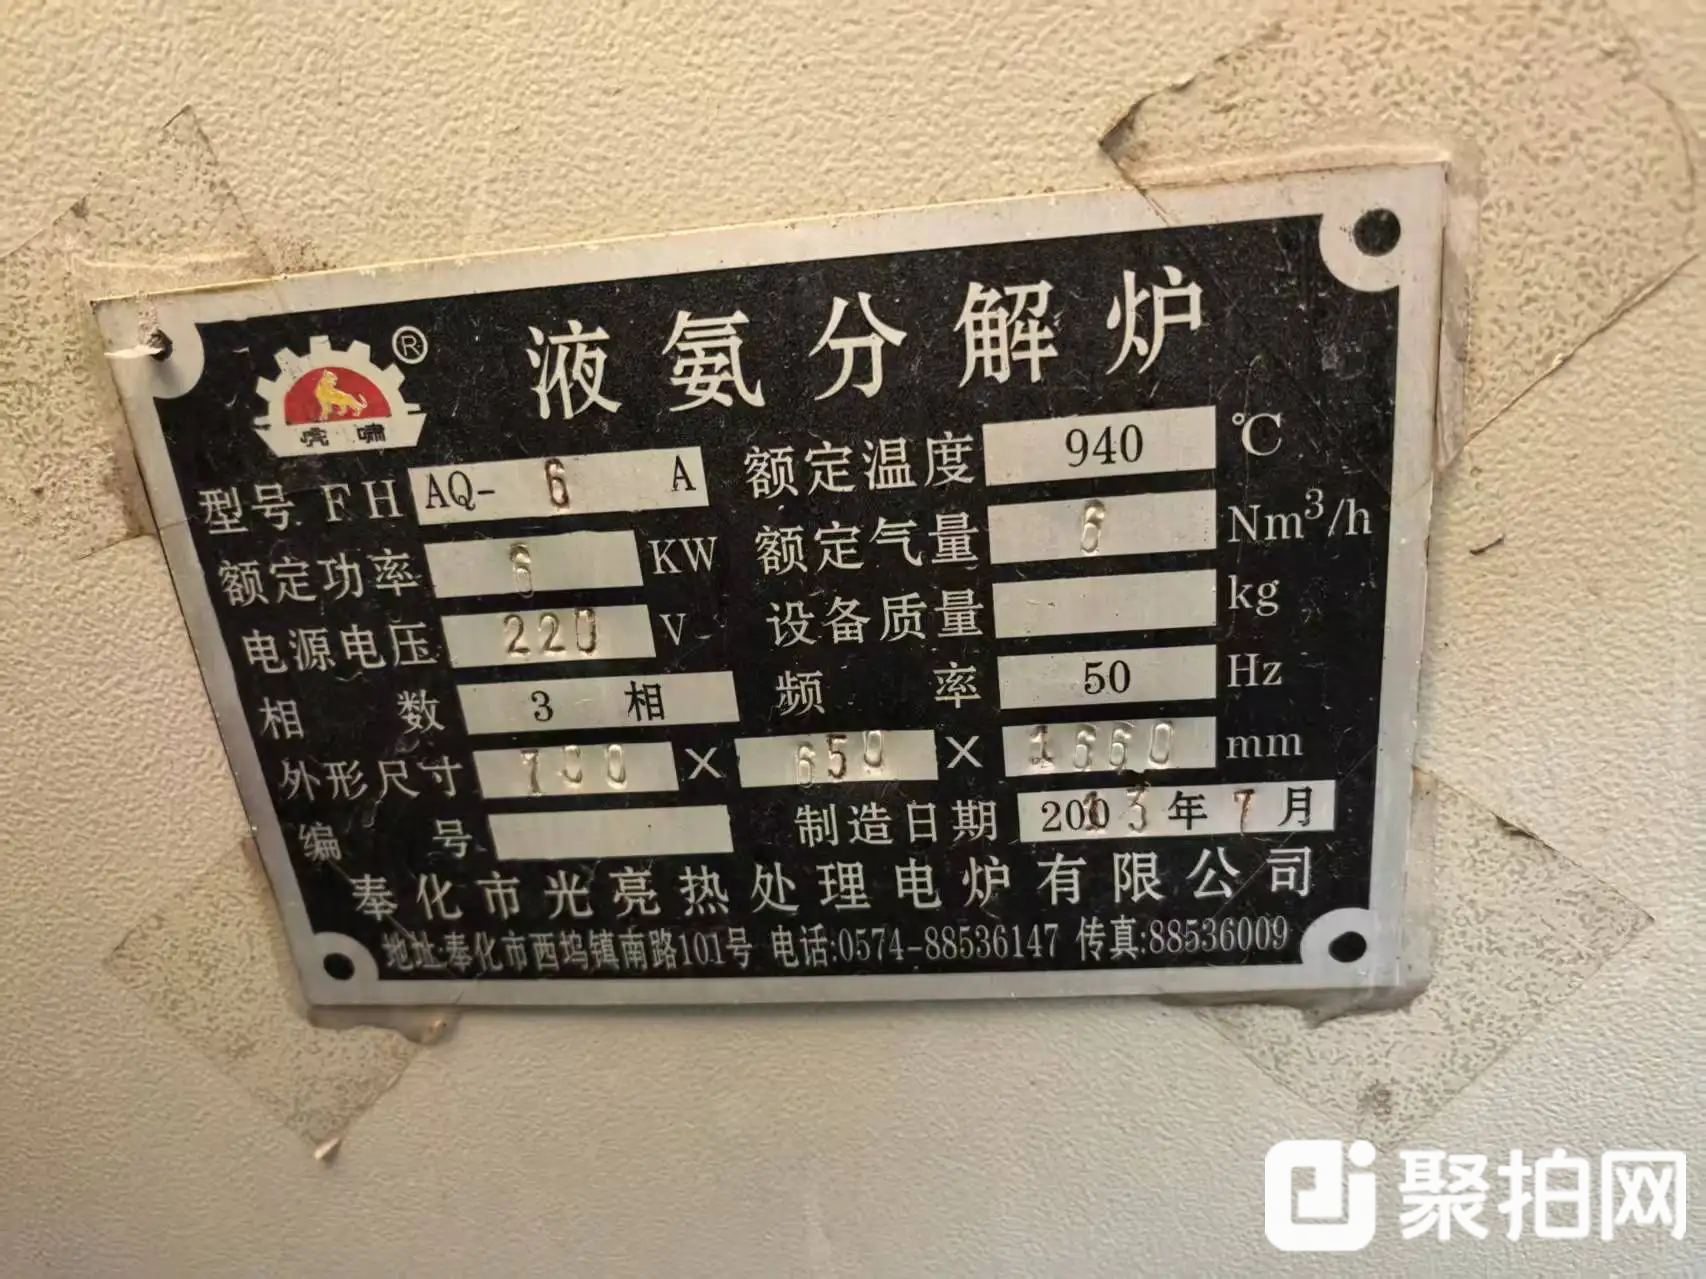 虎啸 ® 液氨分解炉
型号 FH AQ- 6 A 额定温度 940 ℃
额定功率 6 KW 额定气量 6 Nm³/h
电源电压 220 V 设备质量 kg
相数 3 相 频率 50 Hz
外形尺寸 700 × 650 × 1660 mm
编号 制造日期 2013年 7 月
奉化市光亮热处理电炉有限公司
地址:奉化市西坞镇南路101号 电话:0574-88536147 传真:88536009
聚拍网